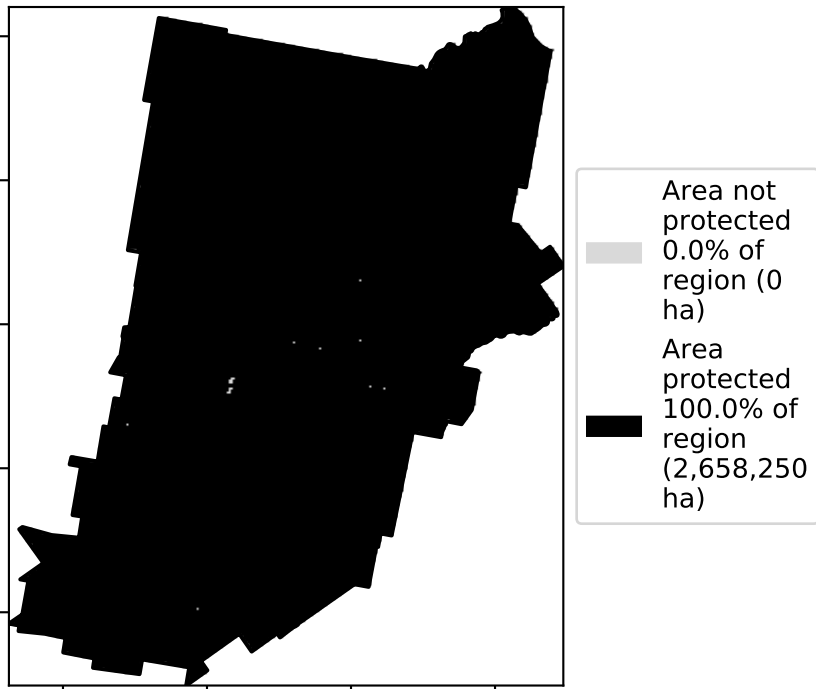 Area not
protected
0.0% of
region (0
ha)
Area
protected
100.0% of
region
(2,658,250
ha)